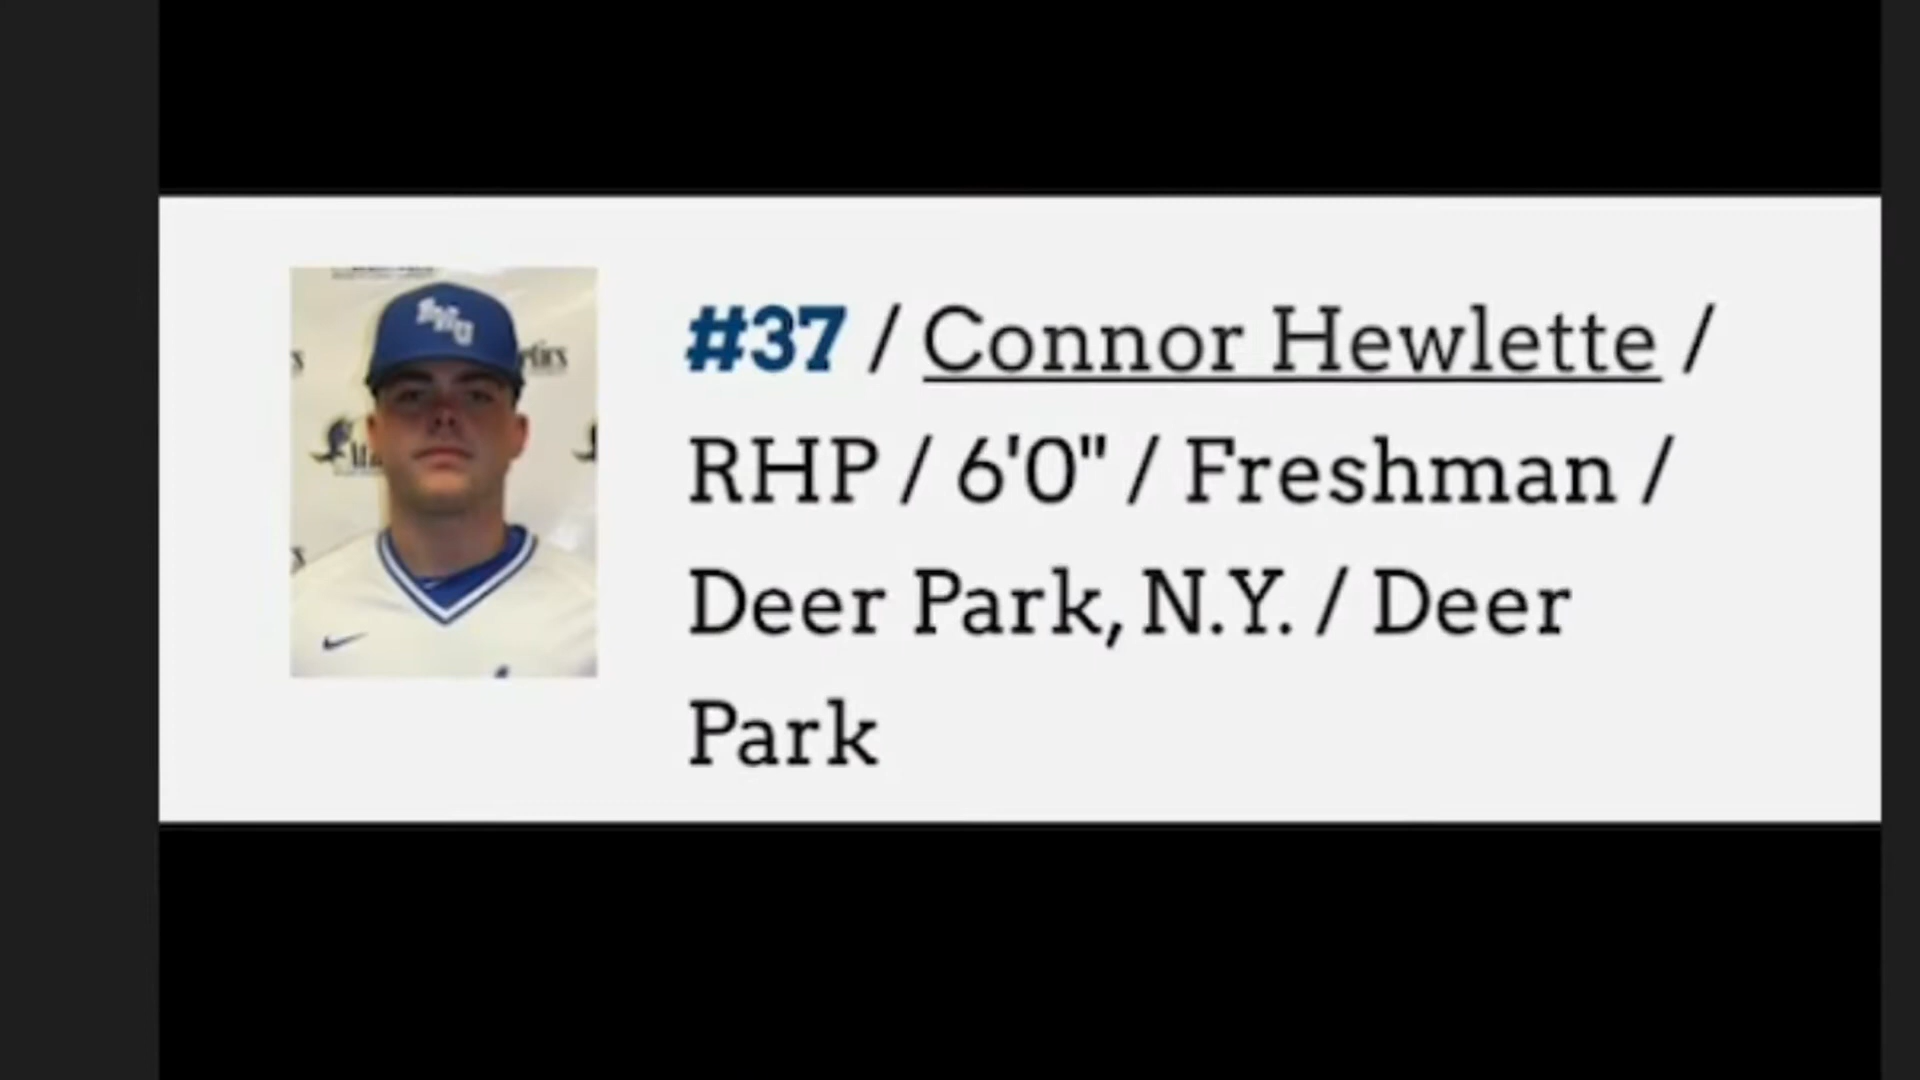 #37 / Connor Hewlette /
RHP / 6'0" / Freshman /
Deer Park, N.Y. / Deer
Park